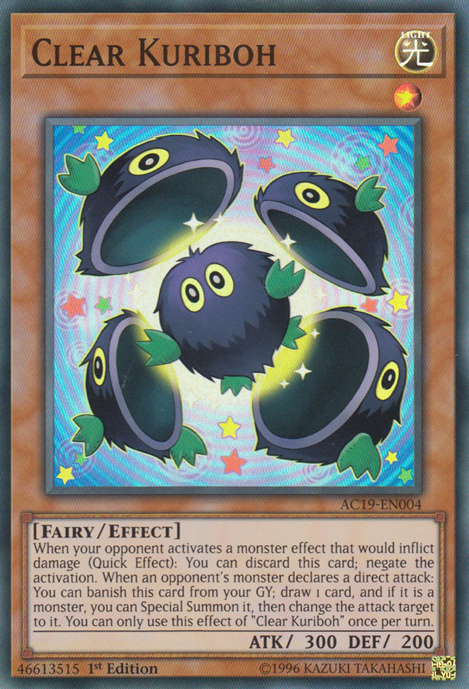 CLEAR KURIBOH
LIGHT
光
AC19-EN004
[FAIRY/EFFECT]
When your opponent activates a monster effect that would inflict
damage (Quick Effect): You can discard this card; negate the
activation. When an opponent's monster declares a direct attack:
You can banish this card from your GY; draw 1 card, and if it is a
monster, you can Special Summon it, then change the attack target
to it. You can only use this effect of "Clear Kuriboh" once per turn.
ATK/ 300 DEF/ 200
46613515 1st Edition ©1996 KAZUKI TAKAHASHI